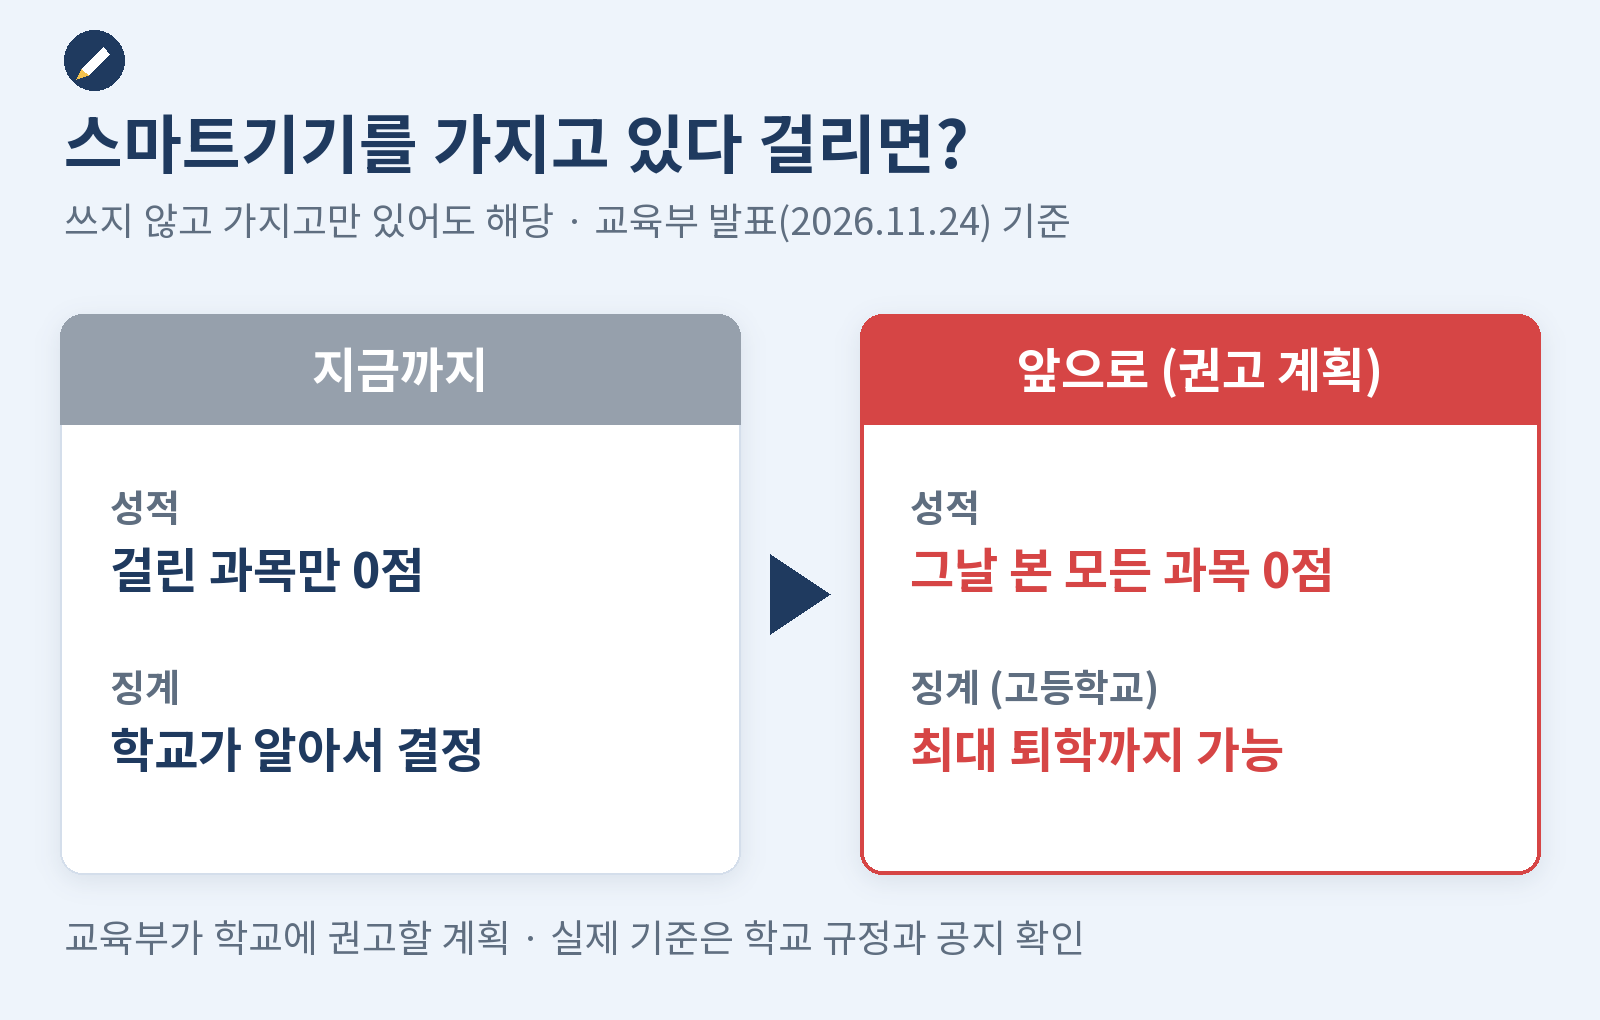 스마트기기를 가지고 있다 걸리면?
쓰지 않고 가지고만 있어도 해당 · 교육부 발표(2026.11.24) 기준
지금까지
성적
걸린 과목만 0점
징계
학교가 알아서 결정
앞으로 (권고 계획)
성적
그날 본 모든 과목 0점
징계 (고등학교)
최대 퇴학까지 가능
교육부가 학교에 권고할 계획 · 실제 기준은 학교 규정과 공지 확인